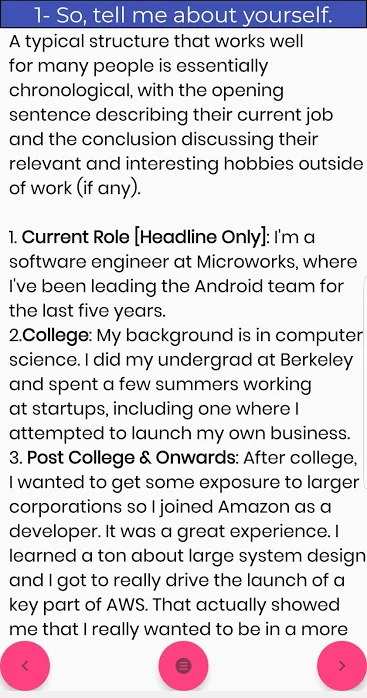 1- So, tell me about yourself.
A typical structure that works well
for many people is essentially
chronological, with the opening
sentence describing their current job
and the conclusion discussing their
relevant and interesting hobbies outside
of work (if any).
1. Current Role [Headline Only]: I'm a
software engineer at Microworks, where
I've been leading the Android team for
the last five years.
2.College: My background is in computer
science. I did my undergrad at Berkeley
and spent a few summers working
at startups, including one where I
attempted to launch my own business.
3. Post College & Onwards: After college,
I wanted to get some exposure to larger
corporations so I joined Amazon as a
developer. It was a great experience. I
learned a ton about large system design
and I got to really drive the launch of a
key part of AWS. That actually showed
me that I really wanted to be in a more